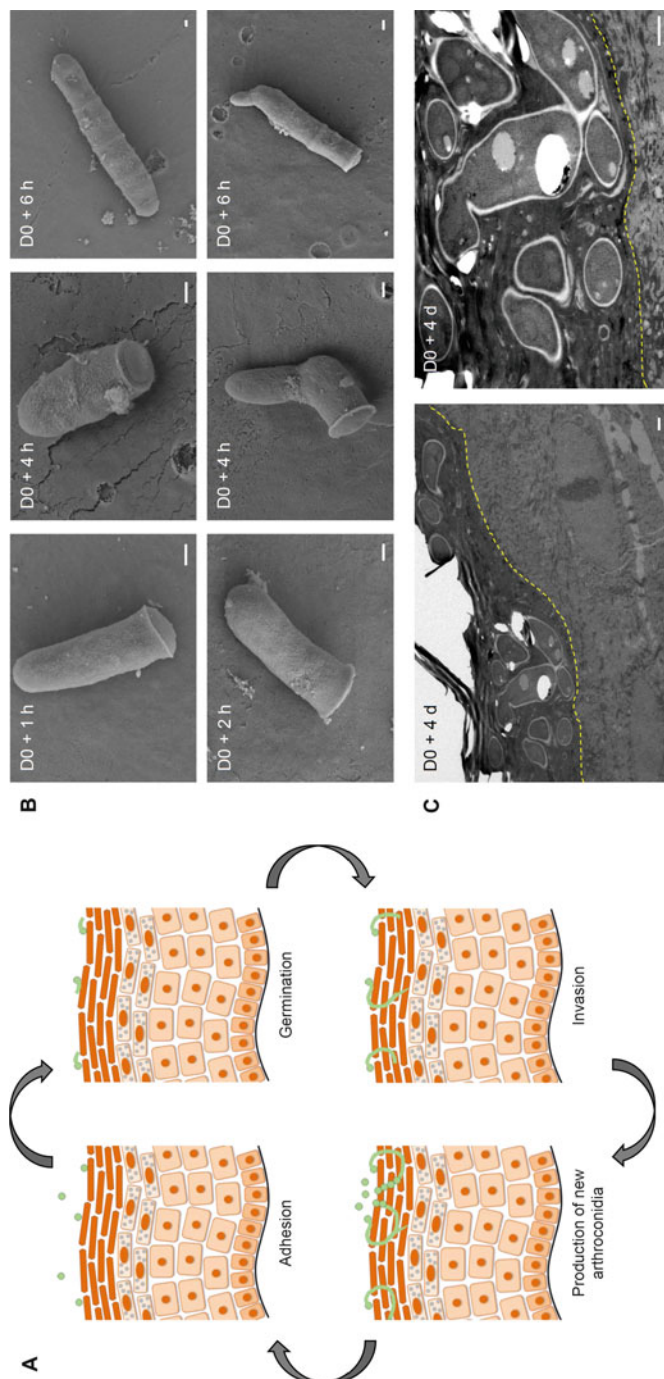 A
Adhesion
Germination
Production of new
arthroconidia
Invasion
B
D0 + 1 h
D0 + 4 h
D0 + 6 h
D0 + 2 h
D0 + 4 h
D0 + 6 h
C
D0 + 4 d
D0 + 4 d